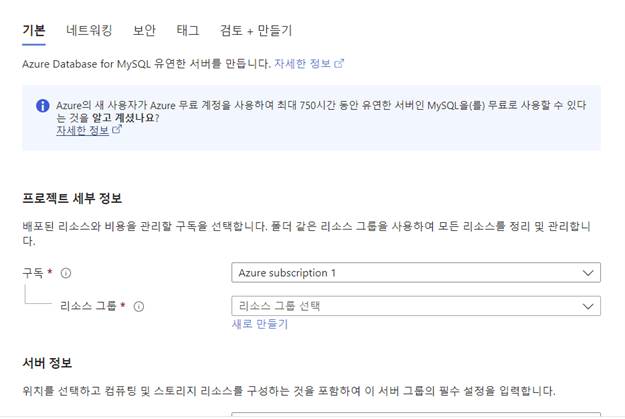 기본 네트워킹 보안 태그 검토 + 만들기
Azure Database for MySQL 유연한 서버를 만듭니다. 자세한 정보
Azure의 새 사용자가 Azure 무료 계정을 사용하여 최대 750시간 동안 유연한 서버인 MySQL을(를) 무료로 사용할 수 있다
는 것을 알고 계셨나요?
자세한 정보
프로젝트 세부 정보
배포된 리소스와 비용을 관리할 구독을 선택합니다. 폴더 같은 리소스 그룹을 사용하여 모든 리소스를 정리 및 관리합니
다.
구독 * Azure subscription 1
리소스 그룹 * 리소스 그룹 선택
새로 만들기
서버 정보
위치를 선택하고 컴퓨팅 및 스토리지 리소스를 구성하는 것을 포함하여 이 서버 그룹의 필수 설정을 입력합니다.